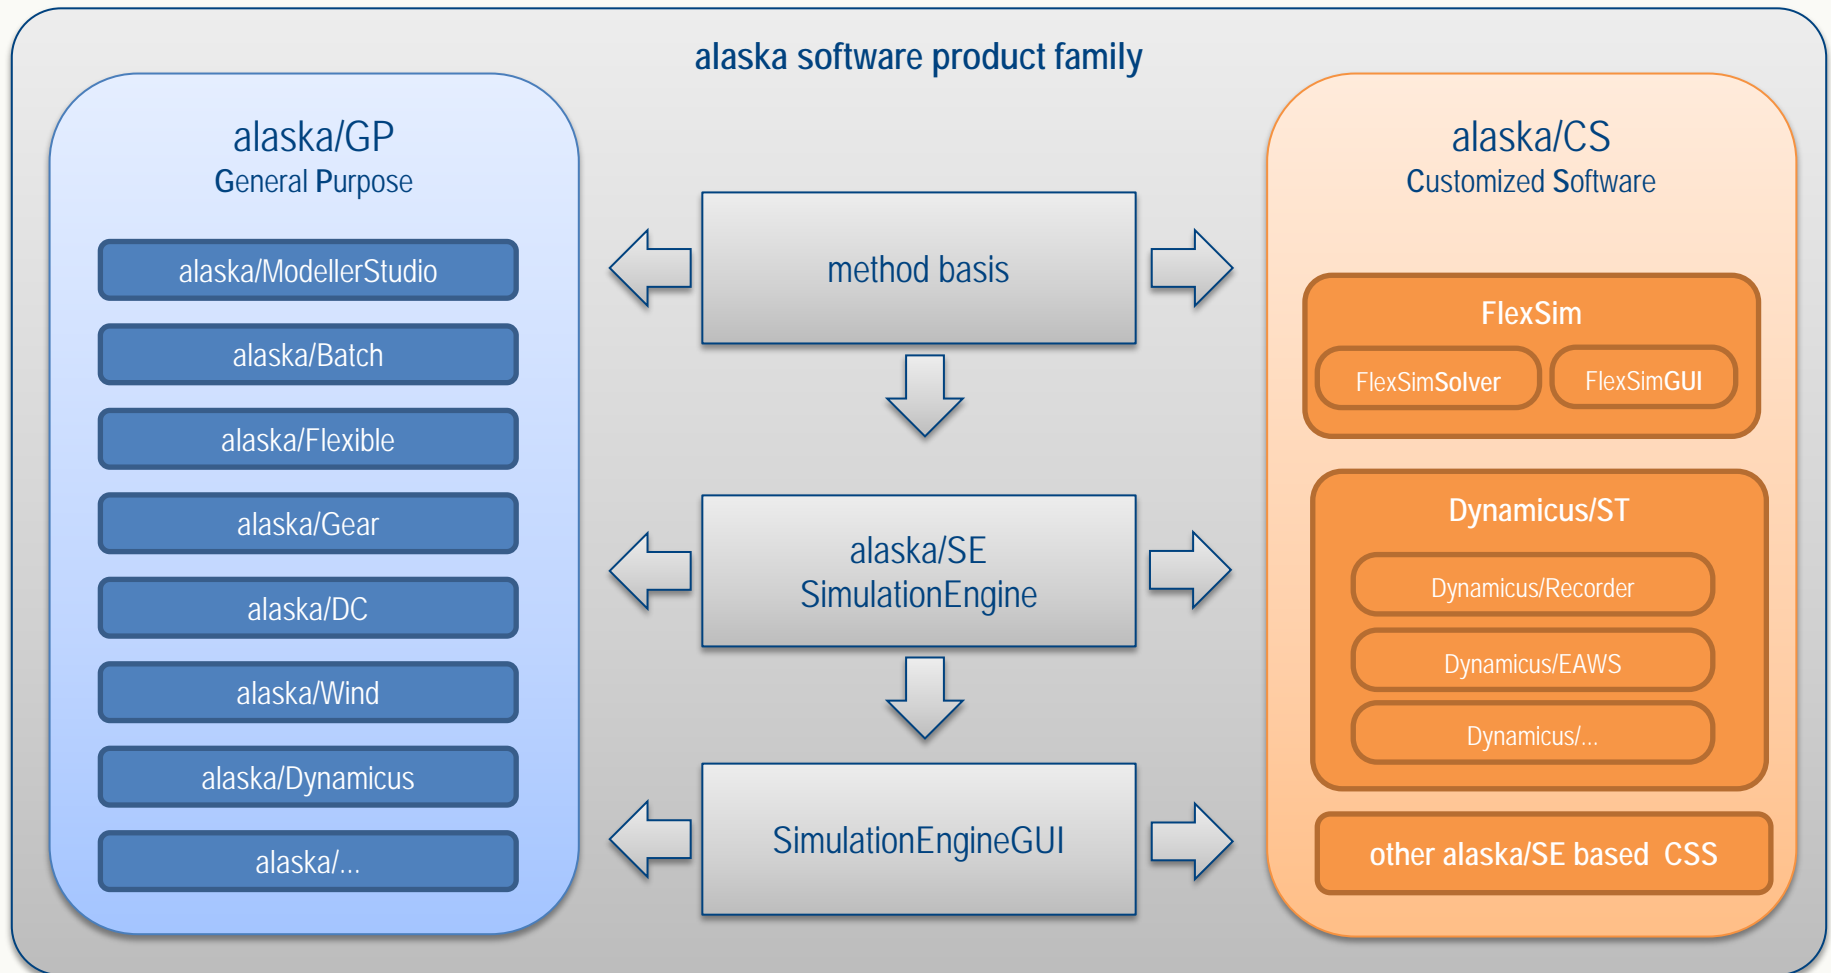 alaska software product family
alaska/GP
General Purpose
alaska/ModellerStudio
alaska/Batch
alaska/Flexible
alaska/Gear
alaska/DC
alaska/Wind
alaska/Dynamicus
alaska/...
method basis
alaska/SE
SimulationEngine
SimulationEngineGUI
alaska/CS
Customized Software
FlexSim
FlexSimSolver
FlexSimGUI
Dynamicus/ST
Dynamicus/Recorder
Dynamicus/EAWS
Dynamicus/...
other alaska/SE based CSS